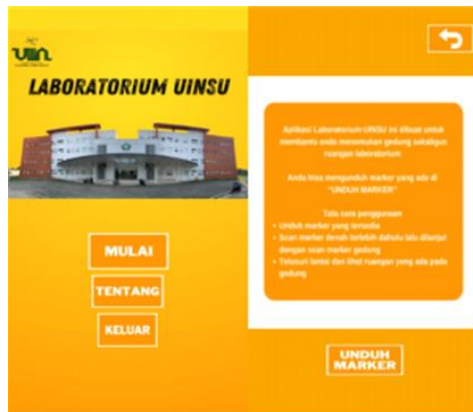 UIN
LABORATORIUM UINSU
MULAI
TENTANG
KELUAR
Aplikasi Laboratorium UINSU ini dibuat untuk
membantu anda menemukan gedung sekaligus
ruangan laboratorium
Anda bisa mengunduh marker yang ada di
"UNDUH MARKER"
Tata cara penggunaan
• Unduh marker yang tersedia
• Scan marker denah terlebih dahulu lalu dilanjut
dengan scan marker gedung
• Telusuri lantai dan lihat ruangan yang ada pada
gedung
UNDUH
MARKER